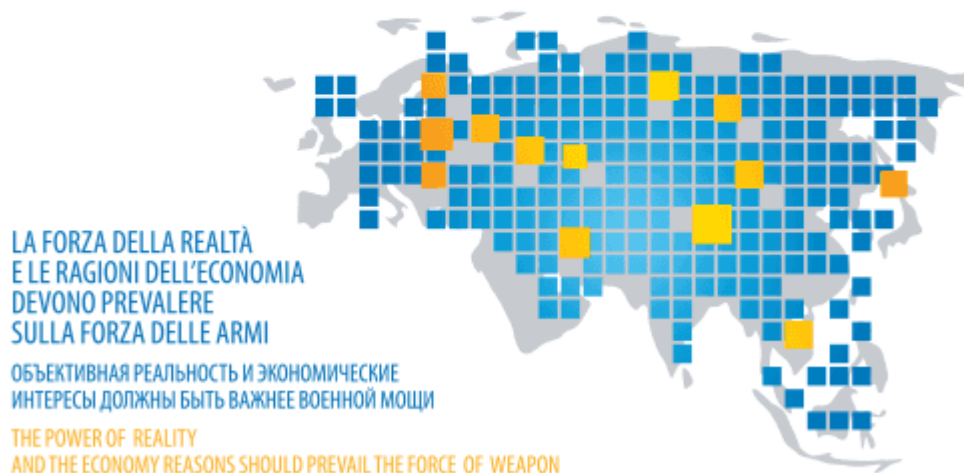 LA FORZA DELLA REALTÀ
E LE RAGIONI DELL'ECONOMIA
DEVONO PREVALERE
SULLA FORZA DELLE ARMI
ОБЪЕКТИВНАЯ РЕАЛЬНОСТЬ И ЭКОНОМИЧЕСКИЕ
ИНТЕРЕСЫ ДОЛЖНЫ БЫТЬ ВАЖНЕЕ ВОЕННОЙ МОЩИ
THE POWER OF REALITY
AND THE ECONOMY REASONS SHOULD PREVAIL THE FORCE OF WEAPON